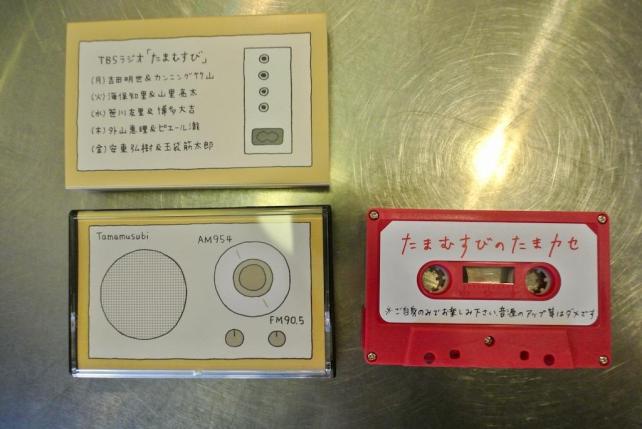 TBSラジオ「たまむすび」
(月)吉田明世&カンニング竹山
(火)海保知里&山里亮太
(水)笹川友里&博多大吉
(木)外山惠理&ピエール瀧
(金)安東弘樹&玉袋筋太郎
Tamamusubi
AM954
FM90.5
たまむすびのたまカセ
※ご自身のみでお楽しみ下さい。音源のアップ等はダメです